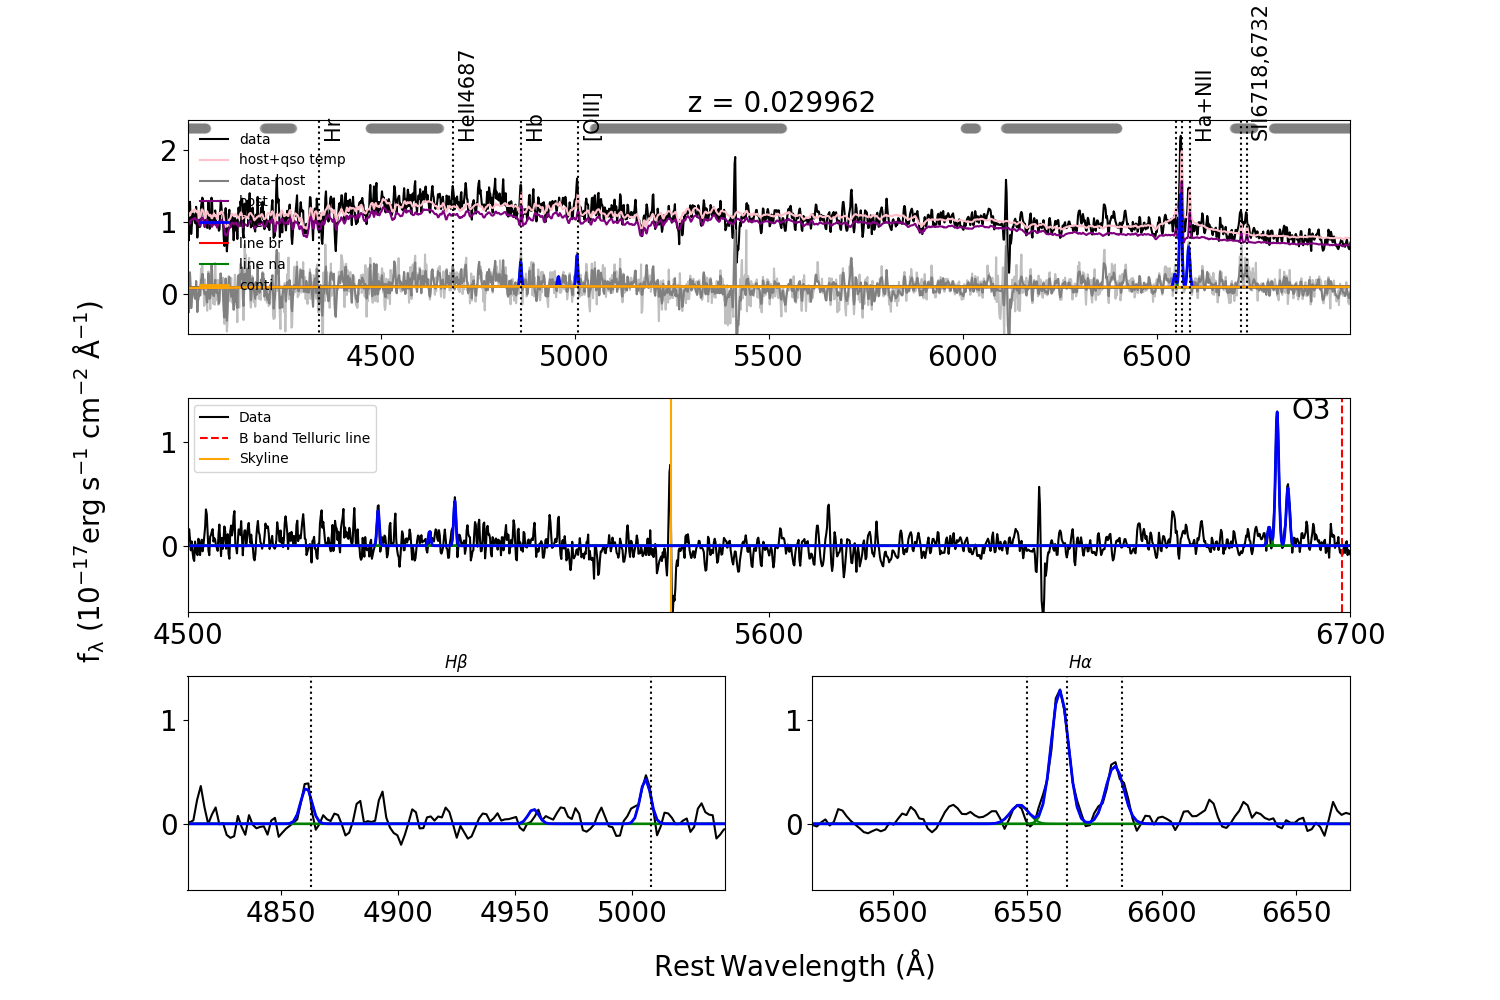 z = 0.029962
Hr
HeII4687
Hb
[OIII]
Ha+NII
SII6718,6732
data
host+qso temp
data-host
line br
line na
conti
2
1
0
4500 5000 5500 6000 6500
Data
B band Telluric line
Skyline
O3
1
0
4500 5600 6700
fλ (10⁻¹⁷erg s⁻¹ cm⁻² Å⁻¹)
Hβ
1
0
4850 4900 4950 5000
Hα
1
0
6500 6550 6600 6650
Rest Wavelength (Å)